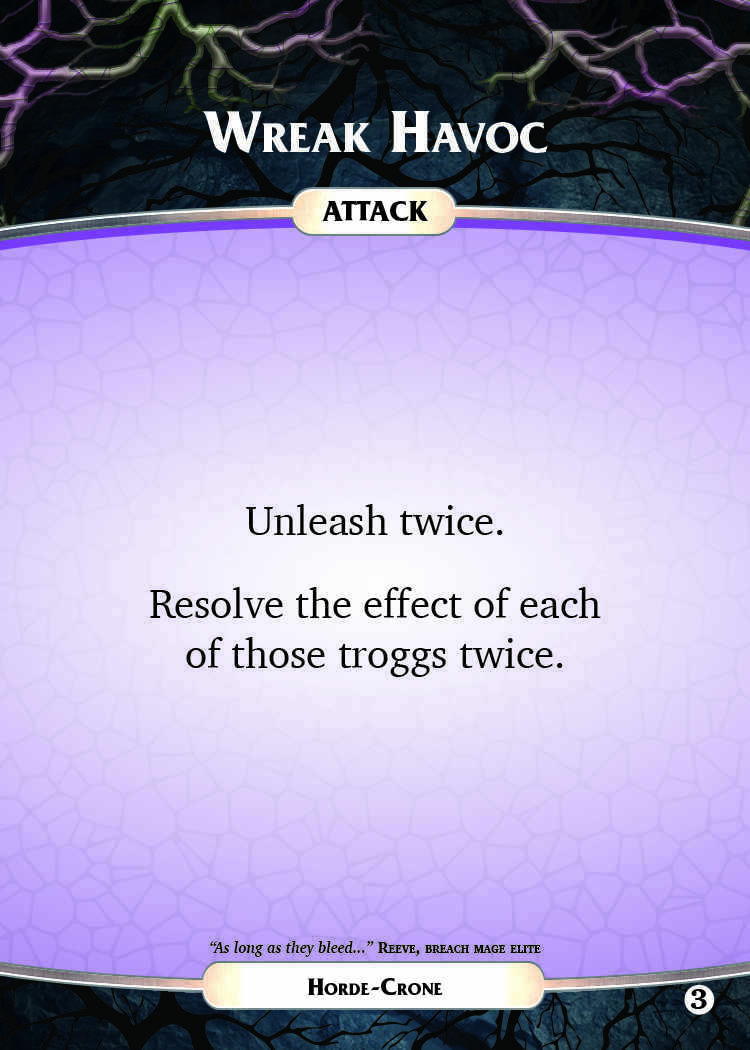 Wreak Havoc
ATTACK
Unleash twice.
Resolve the effect of each
of those troggs twice.
“As long as they bleed...” Reeve, breach mage elite
Horde-Crone
3